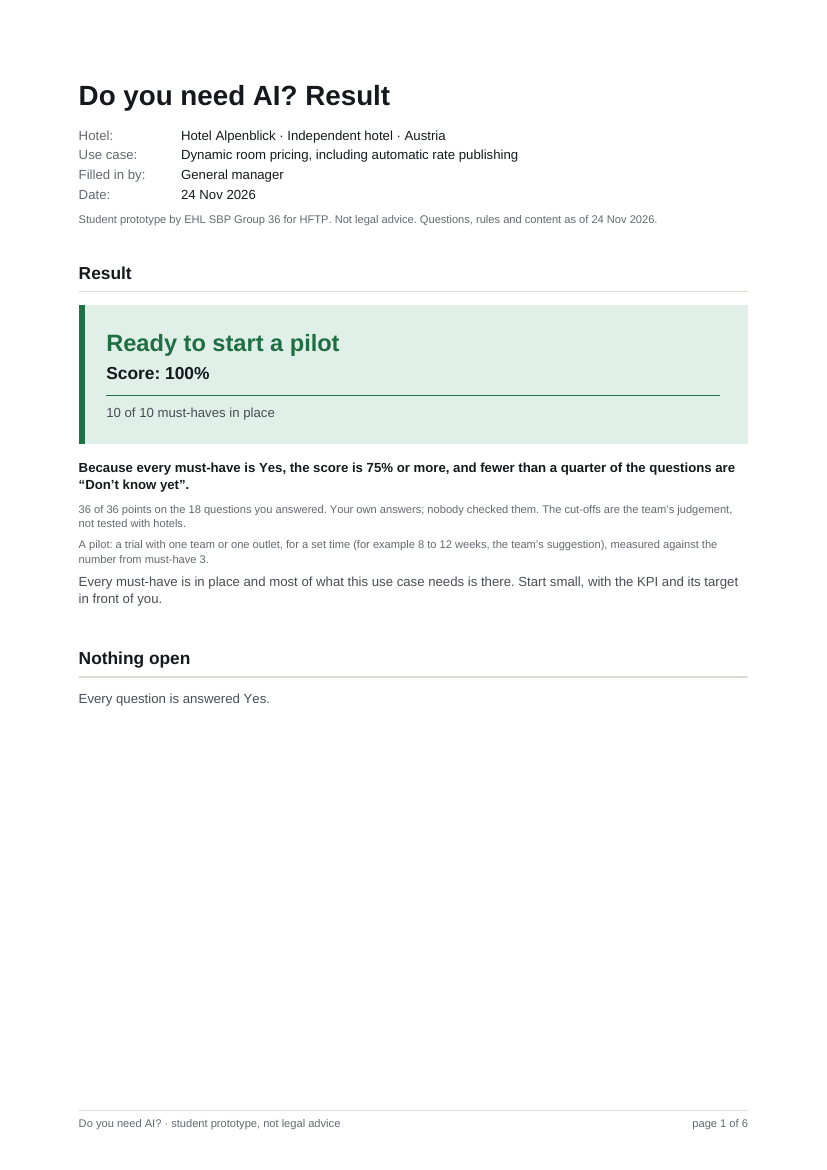 Do you need AI? Result
Hotel: Hotel Alpenblick · Independent hotel · Austria
Use case: Dynamic room pricing, including automatic rate publishing
Filled in by: General manager
Date: 24 Nov 2026
Student prototype by EHL SBP Group 36 for HFTP. Not legal advice. Questions, rules and content as of 24 Nov 2026.
Result
Ready to start a pilot
Score: 100%
10 of 10 must-haves in place
Because every must-have is Yes, the score is 75% or more, and fewer than a quarter of the questions are
“Don’t know yet”.
36 of 36 points on the 18 questions you answered. Your own answers; nobody checked them. The cut-offs are the team’s judgement,
not tested with hotels.
A pilot: a trial with one team or one outlet, for a set time (for example 8 to 12 weeks, the team’s suggestion), measured against the
number from must-have 3.
Every must-have is in place and most of what this use case needs is there. Start small, with the KPI and its target
in front of you.
Nothing open
Every question is answered Yes.
Do you need AI? · student prototype, not legal advice
page 1 of 6